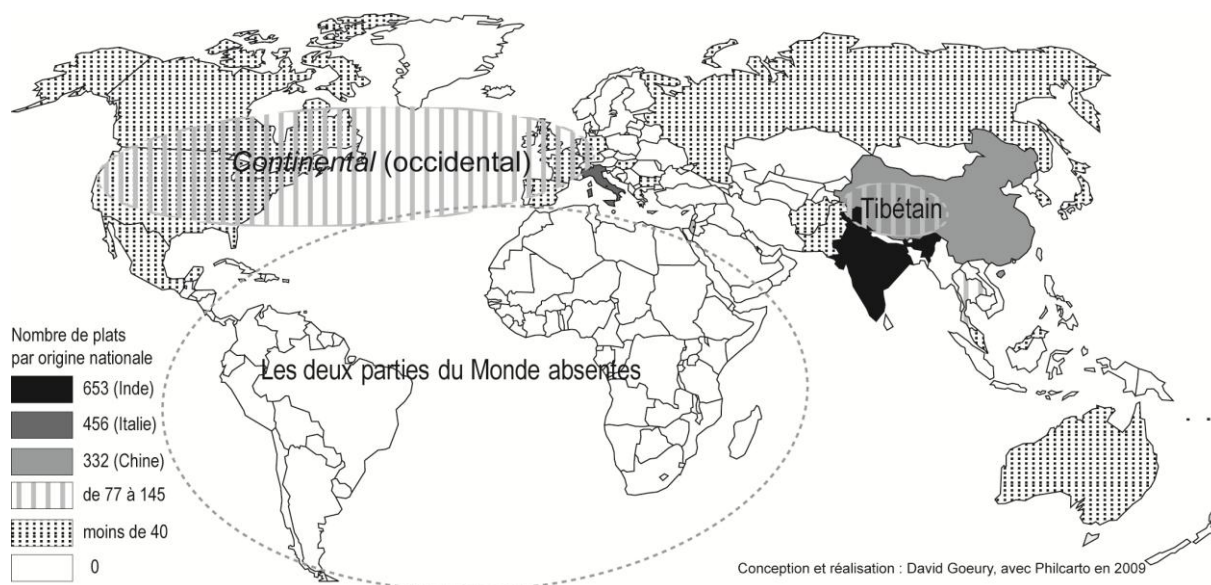 Continental (occidental)
Tibétain
Les deux parties du Monde absentes
Nombre de plats
par origine nationale
653 (Inde)
456 (Italie)
332 (Chine)
de 77 à 145
moins de 40
0
Conception et réalisation : David Goeury, avec Philcarto en 2009